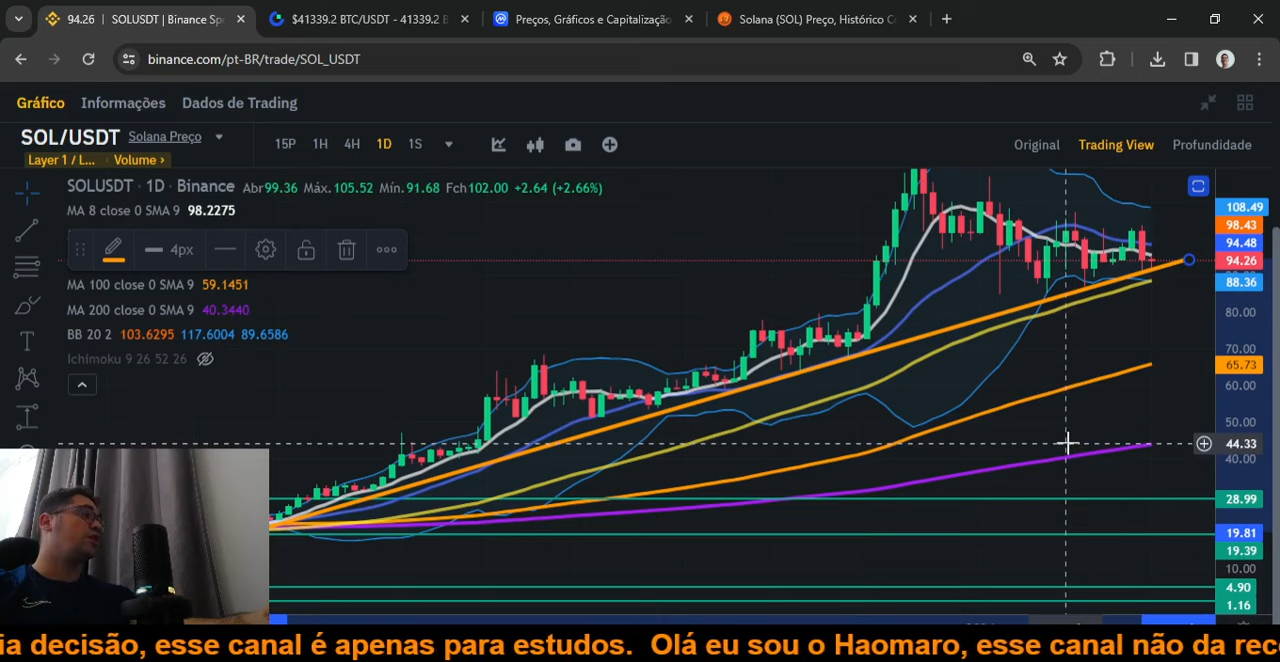 94.26 | SOLUSDT | Binance Sp
$41339.2 BTC/USDT - 41339.2 B
Preços, Gráficos e Capitalização
Solana (SOL) Preço, Histórico C
binance.com/pt-BR/trade/SOL_USDT
Gráfico Informações Dados de Trading
SOL/USDT Solana Preço
Layer 1 / L... Volume ›
15P 1H 4H 1D 1S
Original Trading View Profundidade
SOLUSDT · 1D · Binance Abr99.36 Máx.105.52 Mín.91.68 Fch102.00 +2.64 (+2.66%)
MA 8 close 0 SMA 9 98.2275
4px
MA 100 close 0 SMA 9 59.1451
MA 200 close 0 SMA 9 40.3440
BB 20 2 103.6295 117.6004 89.6586
Ichimoku 9 26 52 26
108.49
98.43
94.48
94.26
88.36
80.00
70.00
65.73
60.00
50.00
44.33
40.00
28.99
19.81
19.39
10.00
4.90
1.16
ia decisão, esse canal é apenas para estudos. Olá eu sou o Haomaro, esse canal não da rec